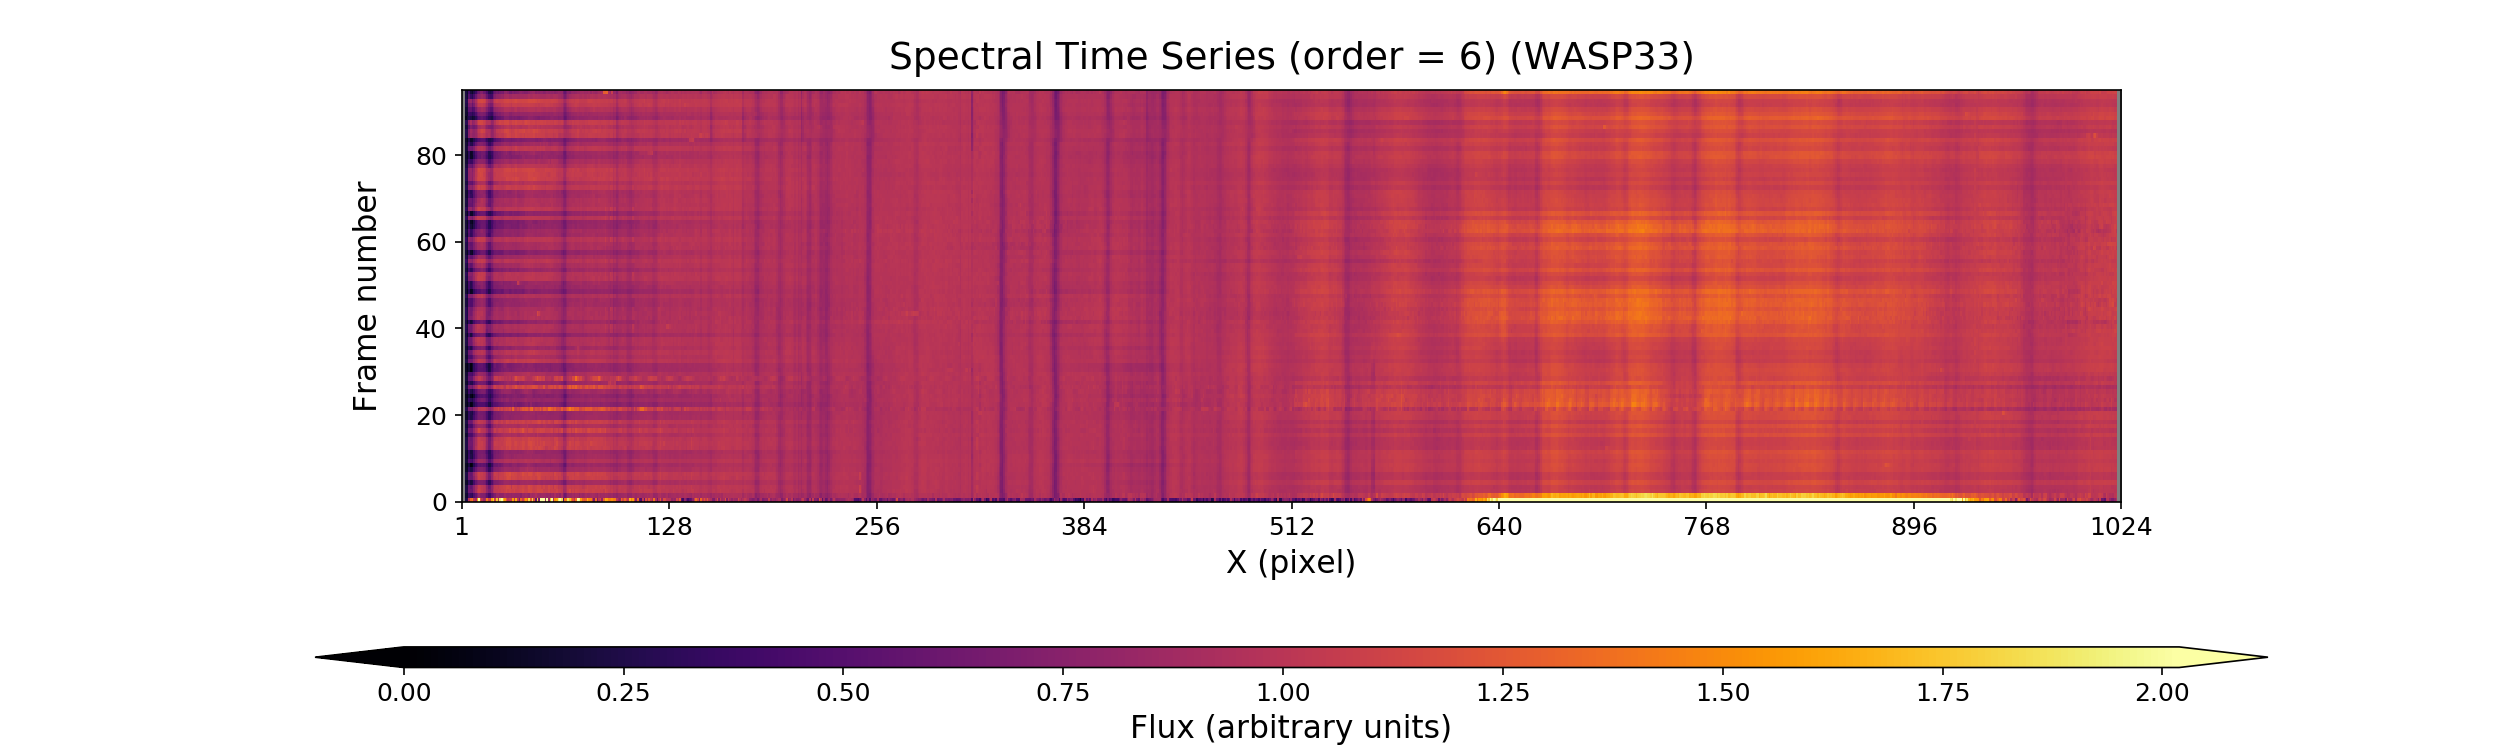 Spectral Time Series (order = 6) (WASP33)
80
60
40
20
0
Frame number
1 128 256 384 512 640 768 896 1024
X (pixel)
0.00 0.25 0.50 0.75 1.00 1.25 1.50 1.75 2.00
Flux (arbitrary units)